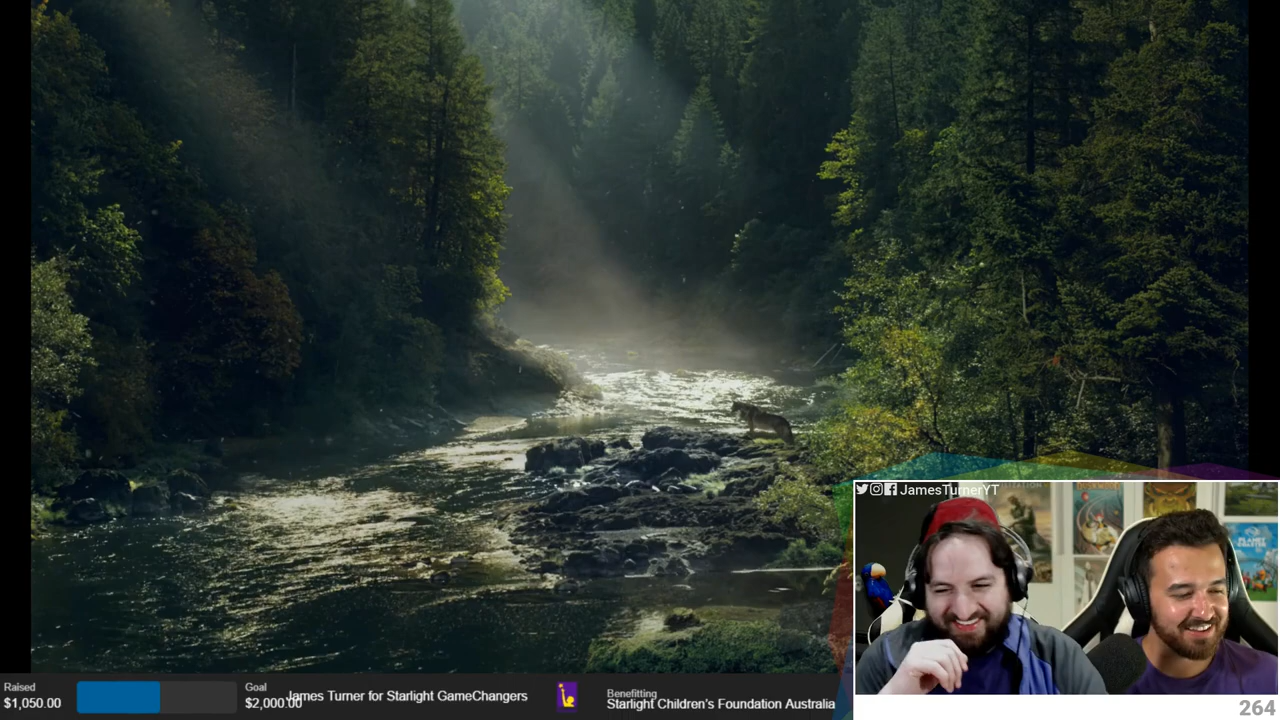 JamesTurnerYT
Raised
$1,050.00
Goal
$2,000.00
James Turner for Starlight GameChangers
Benefitting
Starlight Children's Foundation Australia
264